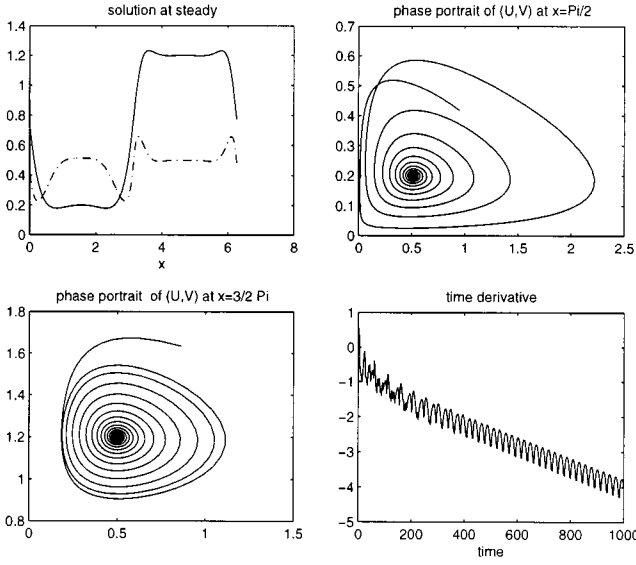 solution at steady
1.4
1.2
1
0.8
0.6
0.4
0.2
0
0 2 4 6 8
x
phase portrait of (U,V) at x=Pi/2
0.7
0.6
0.5
0.4
0.3
0.2
0.1
0
0 0.5 1 1.5 2 2.5
phase portrait of (U,V) at x=3/2 Pi
1.8
1.6
1.4
1.2
1
0.8
0 0.5 1 1.5
time derivative
1
0
-1
-2
-3
-4
-5
0 200 400 600 800 1000
time